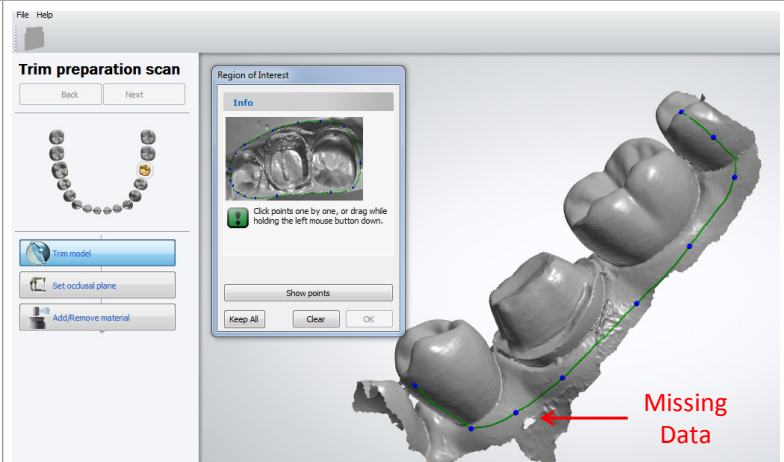 File Help
Trim preparation scan
Back Next
Trim model
Set occlusal plane
Add/Remove material
Region of Interest
Info
Click points one by one, or drag while
holding the left mouse button down.
Show points
Keep All Clear OK
Missing
Data